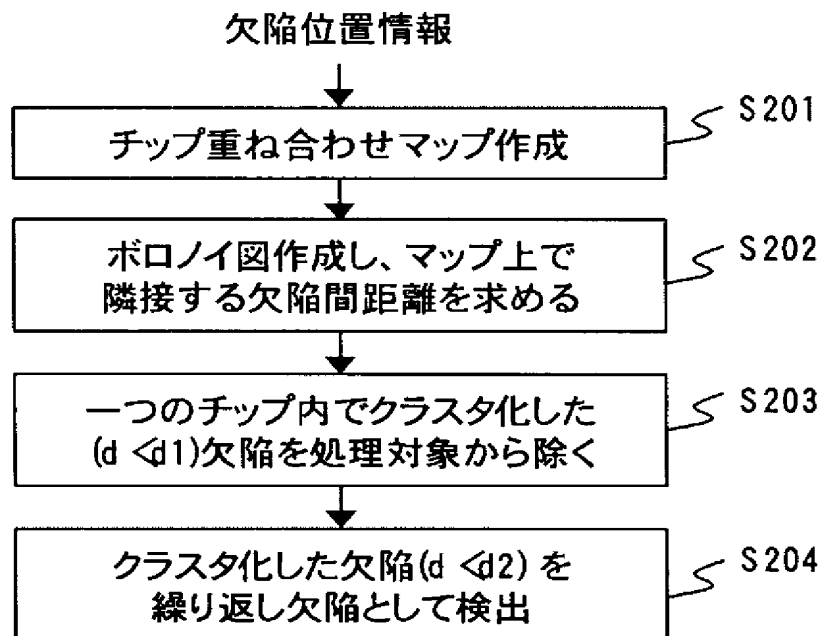 欠陥位置情報
チップ重ね合わせマップ作成
S201
ボロノイ図作成し、マップ上で
隣接する欠陥間距離を求める
S202
一つのチップ内でクラスタ化した
(d <d1)欠陥を処理対象から除く
S203
クラスタ化した欠陥(d <d2) を
繰り返し欠陥として検出
S204